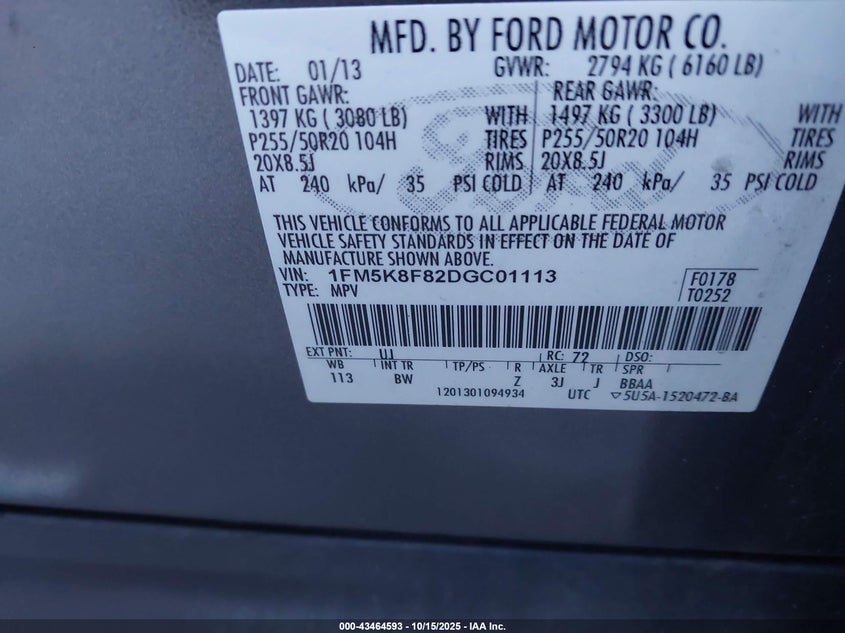 MFD. BY FORD MOTOR CO.
DATE: 01/13 GVWR: 2794 KG ( 6160 LB)
FRONT GAWR: REAR GAWR:
1397 KG ( 3080 LB) WITH 1497 KG ( 3300 LB) WITH
P255/50R20 104H TIRES P255/50R20 104H TIRES
20X8.5J RIMS 20X8.5J RIMS
AT 240 kPa/ 35 PSI COLD AT 240 kPa/ 35 PSI COLD
THIS VEHICLE CONFORMS TO ALL APPLICABLE FEDERAL MOTOR
VEHICLE SAFETY STANDARDS IN EFFECT ON THE DATE OF
MANUFACTURE SHOWN ABOVE.
VIN: 1FM5K8F82DGC01113 F0178
TYPE: MPV T0252
EXT PNT: UJ RC: 72 DSO:
WB INT TR TP/PS R AXLE TR SPR
113 BW Z 3J J BBAA
1201301094934 UTC ▽5U5A-1520472-BA
Ford
000-43464593 - 10/15/2025 - IAA Inc.